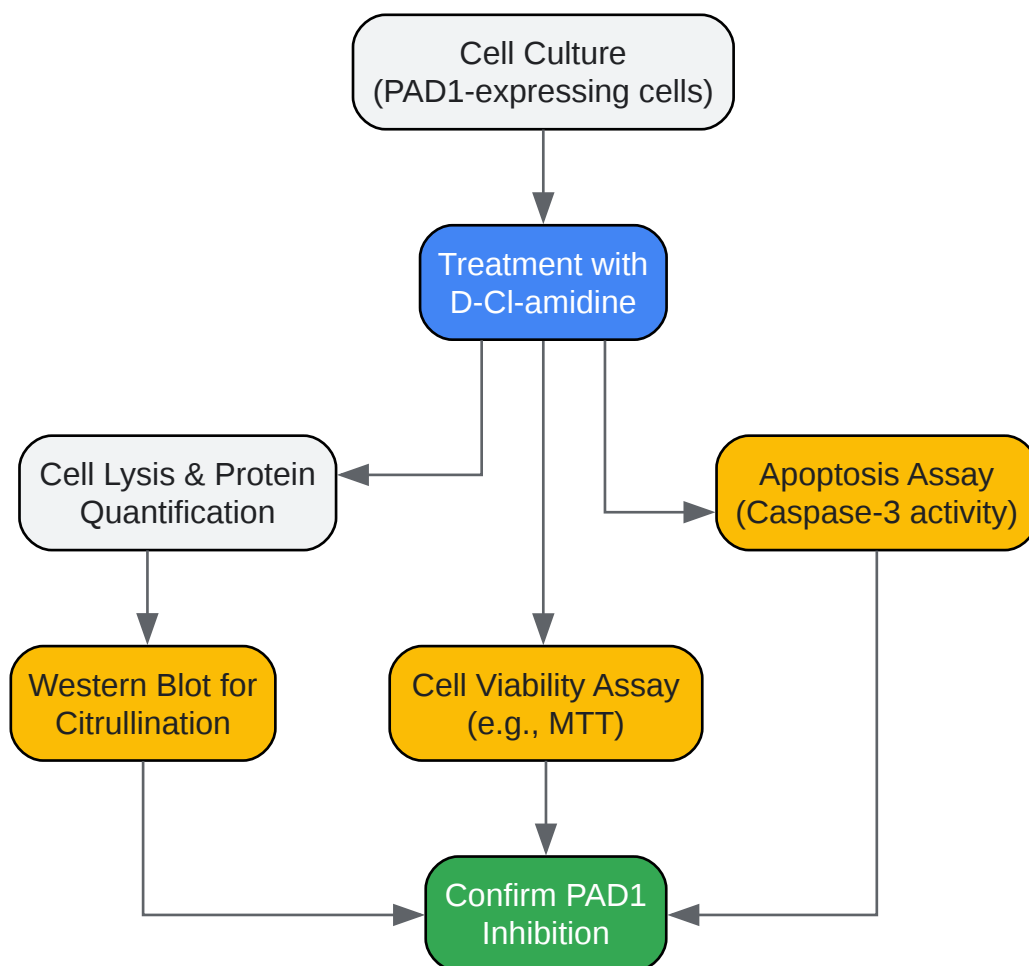 Cell Culture
(PAD1-expressing cells)
Treatment with
D-Cl-amidine
Cell Lysis & Protein
Quantification
Apoptosis Assay
(Caspase-3 activity)
Western Blot for
Citrullination
Cell Viability Assay
(e.g., MTT)
Confirm PAD1
Inhibition